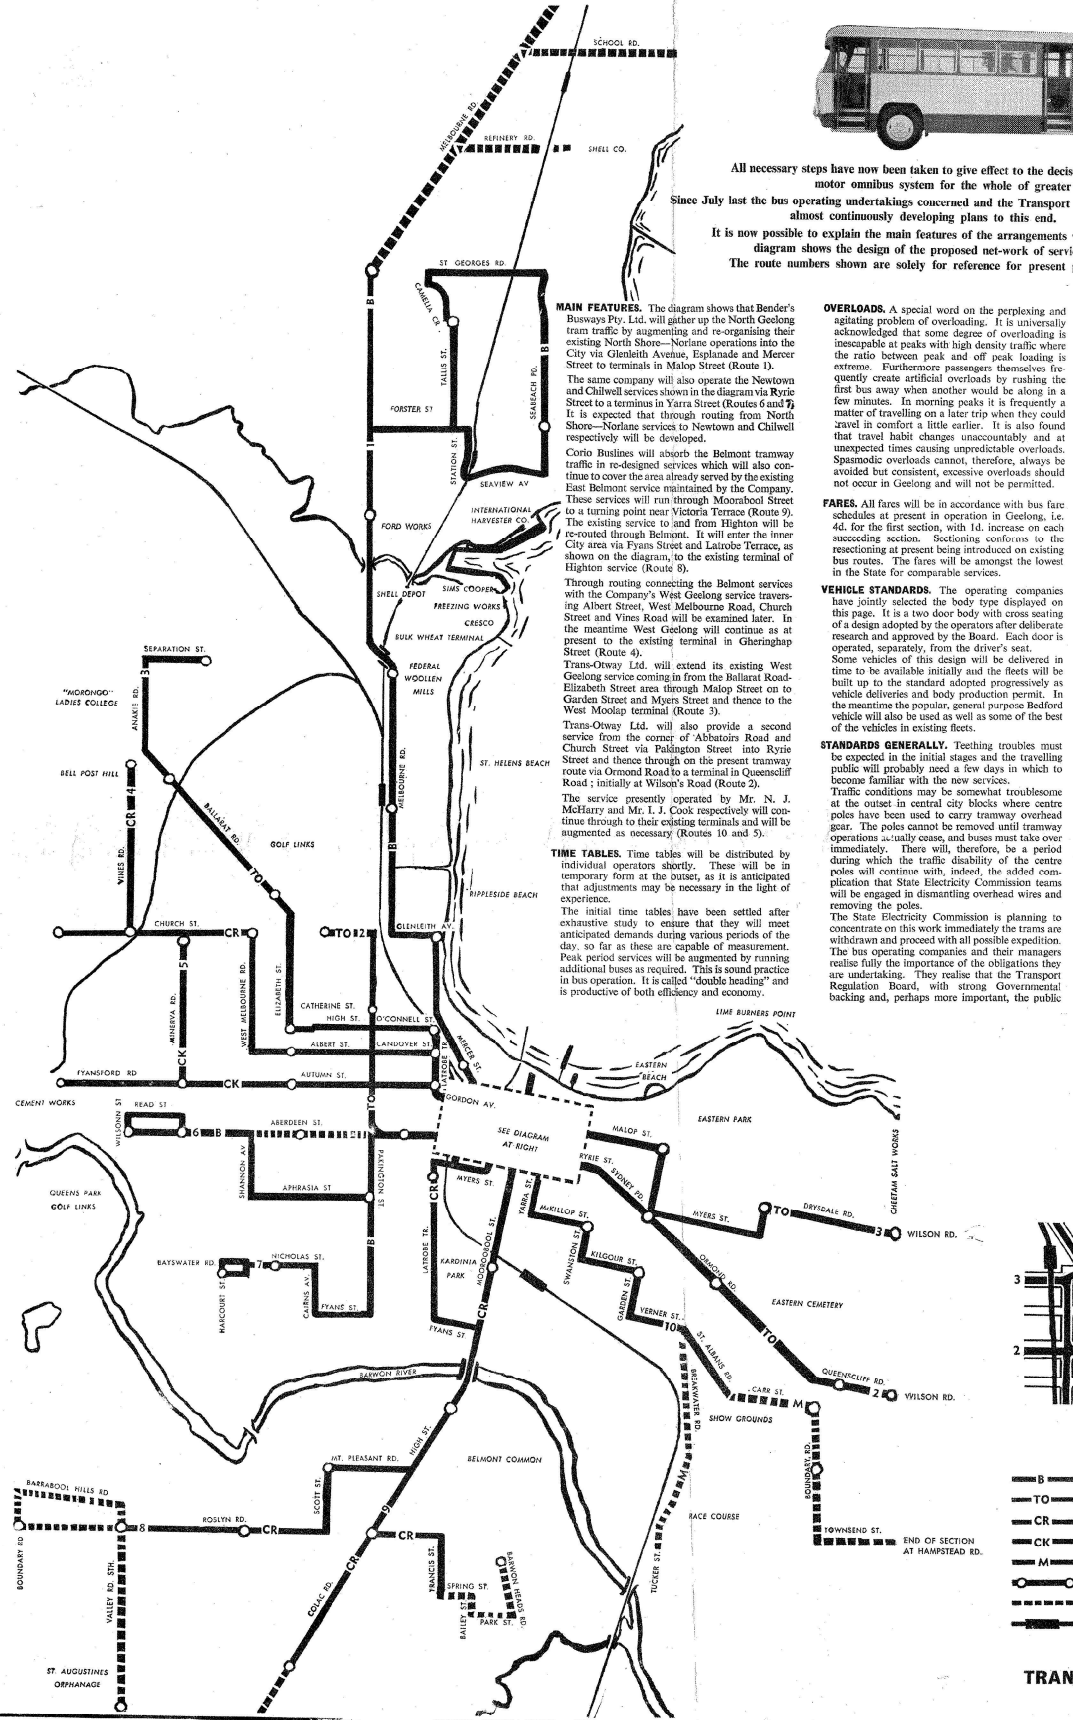 All necessary steps have now been taken to give effect to the decis
motor omnibus system for the whole of greater
Since July last the bus operating undertakings concerned and the Transport
almost continuously developing plans to this end.
It is now possible to explain the main features of the arrangements
diagram shows the design of the proposed net-work of servi
The route numbers shown are solely for reference for present
MAIN FEATURES. The diagram shows that Bender's
Busways Pty. Ltd. will gather up the North Geelong
tram traffic by augmenting and re-organising their
existing North Shore—Norlane operations into the
City via Glenleith Avenue, Esplanade and Mercer
Street to terminals in Malop Street (Route 1).
The same company will also operate the Newtown
and Chilwell services shown in the diagram via Ryrie
Street to a terminus in Yarra Street (Routes 6 and 7).
It is expected that through routing from North
Shore—Norlane services to Newtown and Chilwell
respectively will be developed.
Corio Buslines will absorb the Belmont tramway
traffic in re-designed services which will also con-
tinue to cover the area already served by the existing
East Belmont service maintained by the Company.
These services will run through Moorabool Street
to a turning point near Victoria Terrace (Route 9).
The existing service to and from Highton will be
re-routed through Belmont. It will enter the inner
City area via Fyans Street and Latrobe Terrace, as
shown on the diagram, to the existing terminal of
Highton service (Route 8).
Through routing connecting the Belmont services
with the Company's West Geelong service travers-
ing Albert Street, West Melbourne Road, Church
Street and Vines Road will be examined later. In
the meantime West Geelong will continue as at
present to the existing terminal in Gheringhap
Street (Route 4).
Trans-Otway Ltd. will extend its existing West
Geelong service coming in from the Ballarat Road-
Elizabeth Street area through Malop Street on to
Garden Street and Myers Street and thence to the
West Moolap terminal (Route 3).
Trans-Otway Ltd. will also provide a second
service from the corner of Abbatoirs Road and
Church Street via Pakington Street into Ryrie
Street and thence through on the present tramway
route via Ormond Road to a terminal in Queenscliff
Road ; initially at Wilson's Road (Route 2).
The service presently operated by Mr. N. J.
McHarry and Mr. I. J. Cook respectively will con-
tinue through to their existing terminals and will be
augmented as necessary (Routes 10 and 5).
TIME TABLES. Time tables will be distributed by
individual operators shortly. These will be in
temporary form at the outset, as it is anticipated
that adjustments may be necessary in the light of
experience.
The initial time tables have been settled after
exhaustive study to ensure that they will meet
anticipated demands during various periods of the
day, so far as these are capable of measurement.
Peak period services will be augmented by running
additional buses as required. This is sound practice
in bus operation. It is called "double heading" and
is productive of both efficiency and economy.
OVERLOADS. A special word on the perplexing and
agitating problem of overloading. It is universally
acknowledged that some degree of overloading is
inescapable at peaks with high density traffic where
the ratio between peak and off peak loading is
extreme. Furthermore passengers themselves fre-
quently create artificial overloads by rushing the
first bus away when another would be along in a
few minutes. In morning peaks it is frequently a
matter of travelling on a later trip when they could
travel in comfort a little earlier. It is also found
that travel habit changes unaccountably and at
unexpected times causing unpredictable overloads.
Spasmodic overloads cannot, therefore, always be
avoided but consistent, excessive overloads should
not occur in Geelong and will not be permitted.
FARES. All fares will be in accordance with bus fare
schedules at present in operation in Geelong, i.e.
4d. for the first section, with 1d. increase on each
succeeding section. Sectioning conforms to the
resectioning at present being introduced on existing
bus routes. The fares will be amongst the lowest
in the State for comparable services.
VEHICLE STANDARDS. The operating companies
have jointly selected the body type displayed on
this page. It is a two door body with cross seating
of a design adopted by the operators after deliberate
research and approved by the Board. Each door is
operated, separately, from the driver's seat.
Some vehicles of this design will be delivered in
time to be available initially and the fleets will be
built up to the standard adopted progressively as
vehicle deliveries and body production permit. In
the meantime the popular, general purpose Bedford
vehicle will also be used as well as some of the best
of the vehicles in existing fleets.
STANDARDS GENERALLY. Teething troubles must
be expected in the initial stages and the travelling
public will probably need a few days in which to
become familiar with the new services.
Traffic conditions may be somewhat troublesome
at the outset in central city blocks where centre
poles have been used to carry tramway overhead
gear. The poles cannot be removed until tramway
operations actually cease, and buses must take over
immediately. There will, therefore, be a period
during which the traffic disability of the centre
poles will continue with, indeed, the added com-
plication that State Electricity Commission teams
will be engaged in dismantling overhead wires and
removing the poles.
The State Electricity Commission is planning to
concentrate on this work immediately the trams are
withdrawn and proceed with all possible expedition.
The bus operating companies and their managers
realise fully the importance of the obligations they
are undertaking. They realise that the Transport
Regulation Board, with strong Governmental
backing and, perhaps more important, the public
SCHOOL RD.
MELBOURNE RD.
REFINERY RD.
SHELL CO.
ST GEORGES RD.
B
CAMELIA CR.
TALLIS ST.
B
SEABEACH PD.
FORSTER ST
1
STATION ST.
SEAVIEW AV
INTERNATIONAL
HARVESTER CO.
FORD WORKS
SHELL DEPOT
SIMS COOPER
FREEZING WORKS
CRESCO
BULK WHEAT TERMINAL
FEDERAL
WOOLLEN
MILLS
SEPARATION ST.
3
"MORONGO"
LADIES COLLEGE
ANAKIE RD.
BELL POST HILL
ST. HELENS BEACH
MELBOURNE RD.
4
CR
VINES RD.
BALLARAT RD.
GOLF LINKS
B
TO
RIPPLESIDE BEACH
CHURCH ST.
CR
TO 2
GLENLEITH AV.
5
MINERVA RD.
WEST MELBOURNE RD.
ELIZABETH ST.
CATHERINE ST.
HIGH ST.
O'CONNELL ST.
ALBERT ST.
CANDOVER ST.
MERCER ST.
LATROBE TR.
LIME BURNERS POINT
EASTERN
BEACH
CK
FYANSFORD RD
CK
AUTUMN ST.
CEMENT WORKS
READ ST
WILSONN ST
6
B
ABERDEEN ST.
TO
GORDON AV.
SEE DIAGRAM
AT RIGHT
EASTERN PARK
MALOP ST.
RYRIE ST.
SYDNEY PD.
CHEETAM SALT WORKS
SHANNON AV.
APHRASIA ST
PAKINGTON ST.
QUEENS PARK
GOLF LINKS
CR
MYERS ST.
YARRA ST.
McKILLOP ST.
MYERS ST.
TO
DRYSDALE RD.
3
WILSON RD.
BAYSWATER RD.
7
NICHOLAS ST.
HARCOURT ST.
CAIRNS AV.
FYANS ST.
B
LATROBE TR.
KARDINIA
PARK
MOOROOBOOL ST.
CR
SWANSTON ST.
KILGOUR ST.
GARDEN ST.
VERNER ST.
10
ORMOND RD.
EASTERN CEMETERY
TO
3
2
FYANS ST
ST. ALBANS RD.
BARWON RIVER
QUEENSCLIFF RD.
2
WILSON RD.
CARR ST.
M
BREAKWATER RD.
SHOW GROUNDS
HIGH ST.
MT. PLEASANT RD.
BELMONT COMMON
BOUNDARY. RD.
M
BARRABOOL HILLS RD
SCOTT ST.
9
RACE COURSE
8
ROSLYN RD.
CR
CR
TOWNSEND ST.
END OF SECTION
AT HAMPSTEAD RD.
BOUNDARY RD
VALLEY RD. STH.
CR
COLAC RD.
FRANCIS ST.
SPRING ST.
BAILEY ST.
PARK ST.
BARWON HEADS RD.
TUCKER ST.
ST. AUGUSTINES
ORPHANAGE
B
TO
CR
CK
M
TRAN